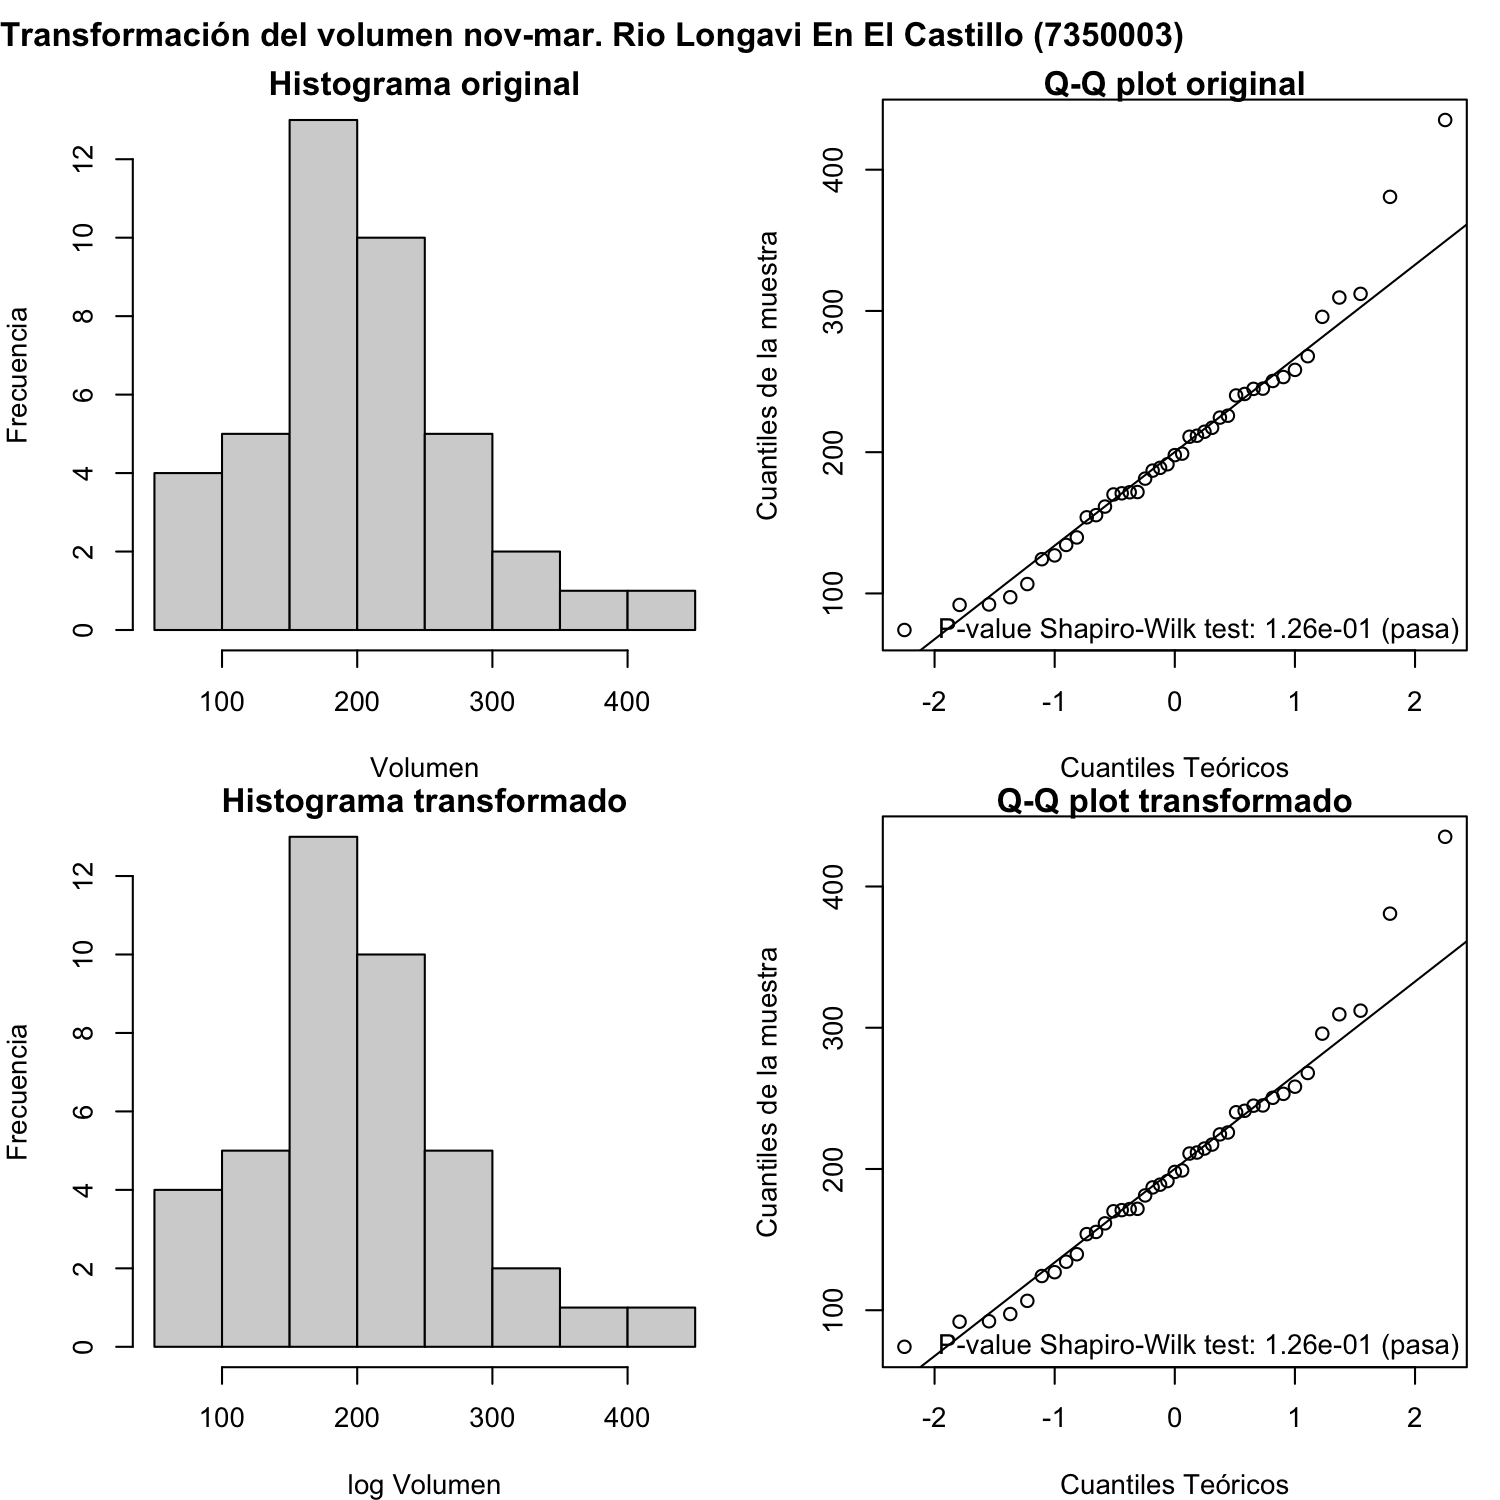 Transformación del volumen nov-mar. Rio Longavi En El Castillo (7350003)
Histograma original
Frecuencia
0 2 4 6 8 10 12
100 200 300 400
Volumen
Q-Q plot original
Cuantiles de la muestra
100 200 300 400
P-value Shapiro-Wilk test: 1.26e-01 (pasa)
-2 -1 0 1 2
Cuantiles Teóricos
Histograma transformado
Frecuencia
0 2 4 6 8 10 12
100 200 300 400
log Volumen
Q-Q plot transformado
Cuantiles de la muestra
100 200 300 400
P-value Shapiro-Wilk test: 1.26e-01 (pasa)
-2 -1 0 1 2
Cuantiles Teóricos